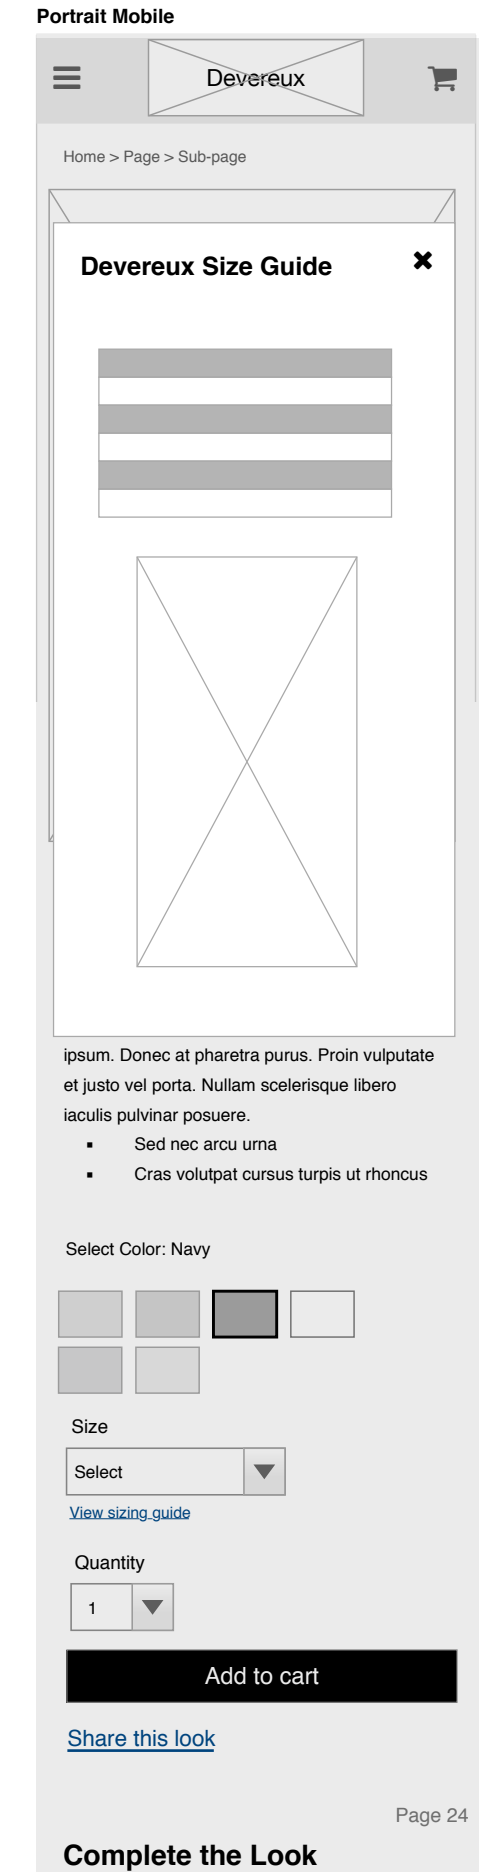 Portrait Mobile
Devereux
Home > Page > Sub-page
Devereux Size Guide
ipsum. Donec at pharetra purus. Proin vulputate
et justo vel porta. Nullam scelerisque libero
iaculis pulvinar posuere.
▪ Sed nec arcu urna
▪ Cras volutpat cursus turpis ut rhoncus
Select Color: Navy
Size
Select
View sizing guide
Quantity
1
Add to cart
Share this look
Page 24
Complete the Look